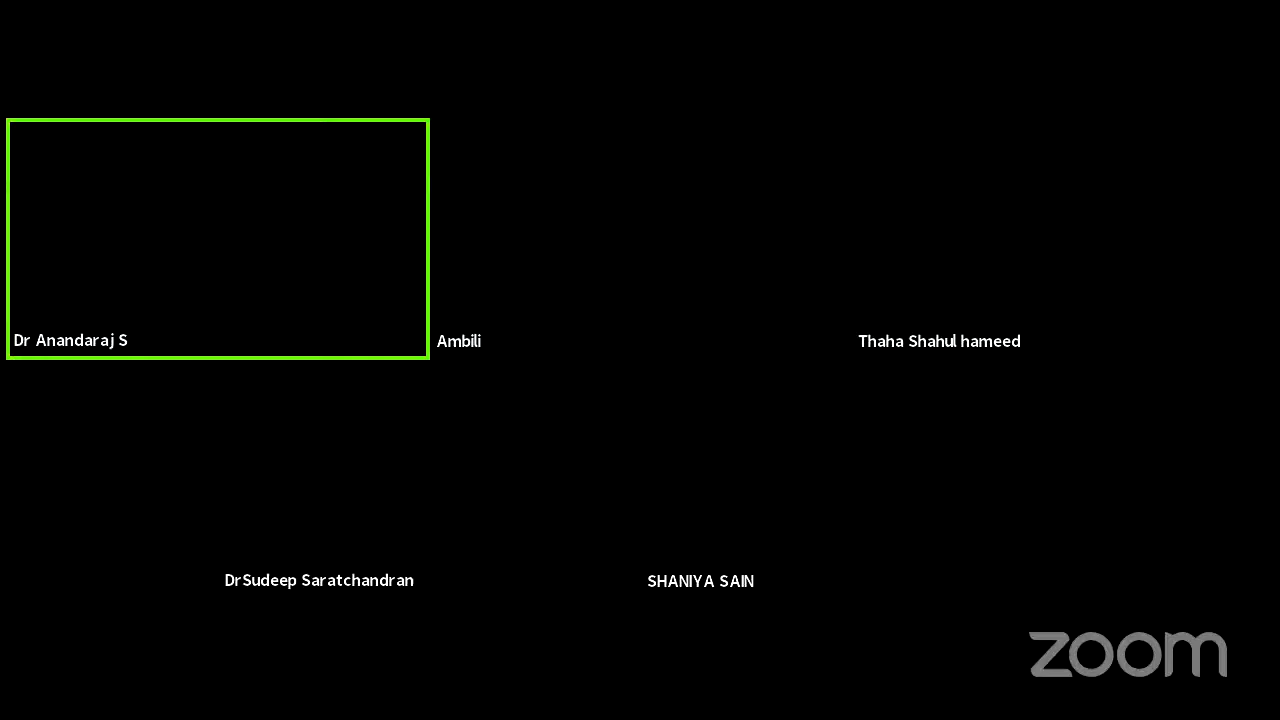 Dr Anandaraj S
Ambili
Thaha Shahul hameed
DrSudeep Saratchandran
SHANIYA SAIN
zoom